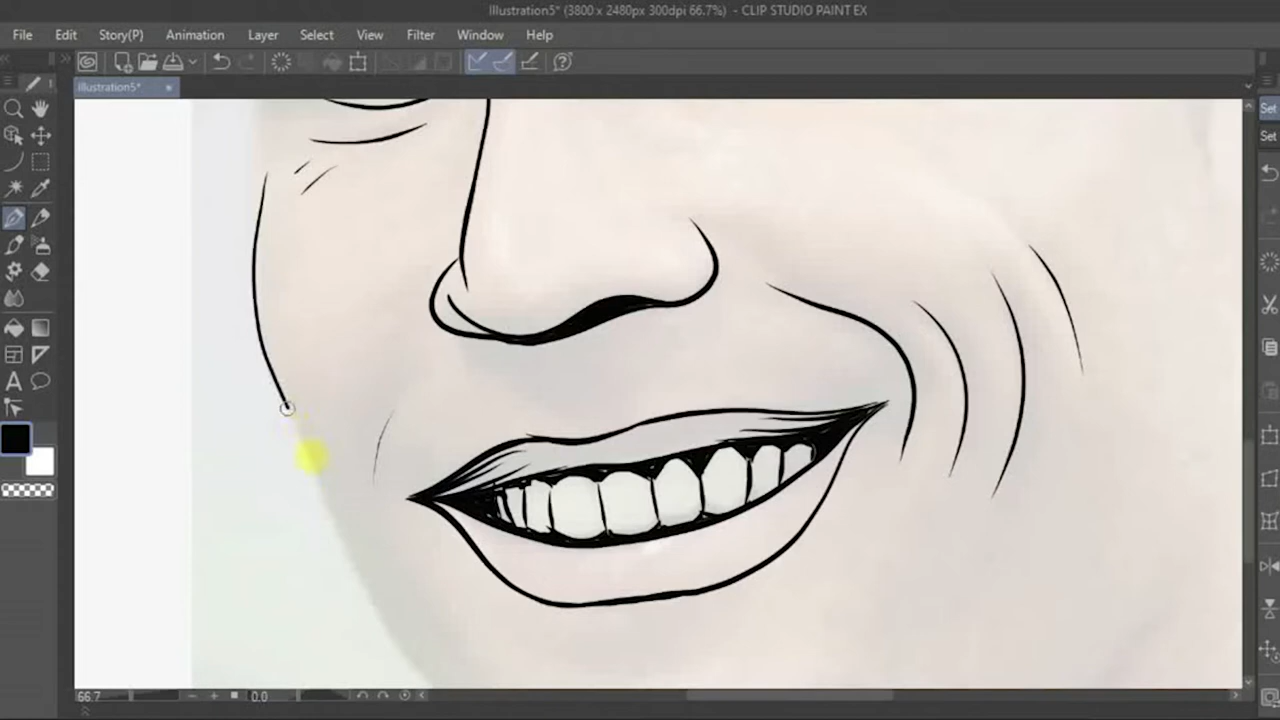 Illustration5* (3800 x 2480px 300dpi 66.7%) - CLIP STUDIO PAINT EX
File Edit Story(P) Animation Layer Select View Filter Window Help
Illustration5*
Set
Set
66.7 0.0